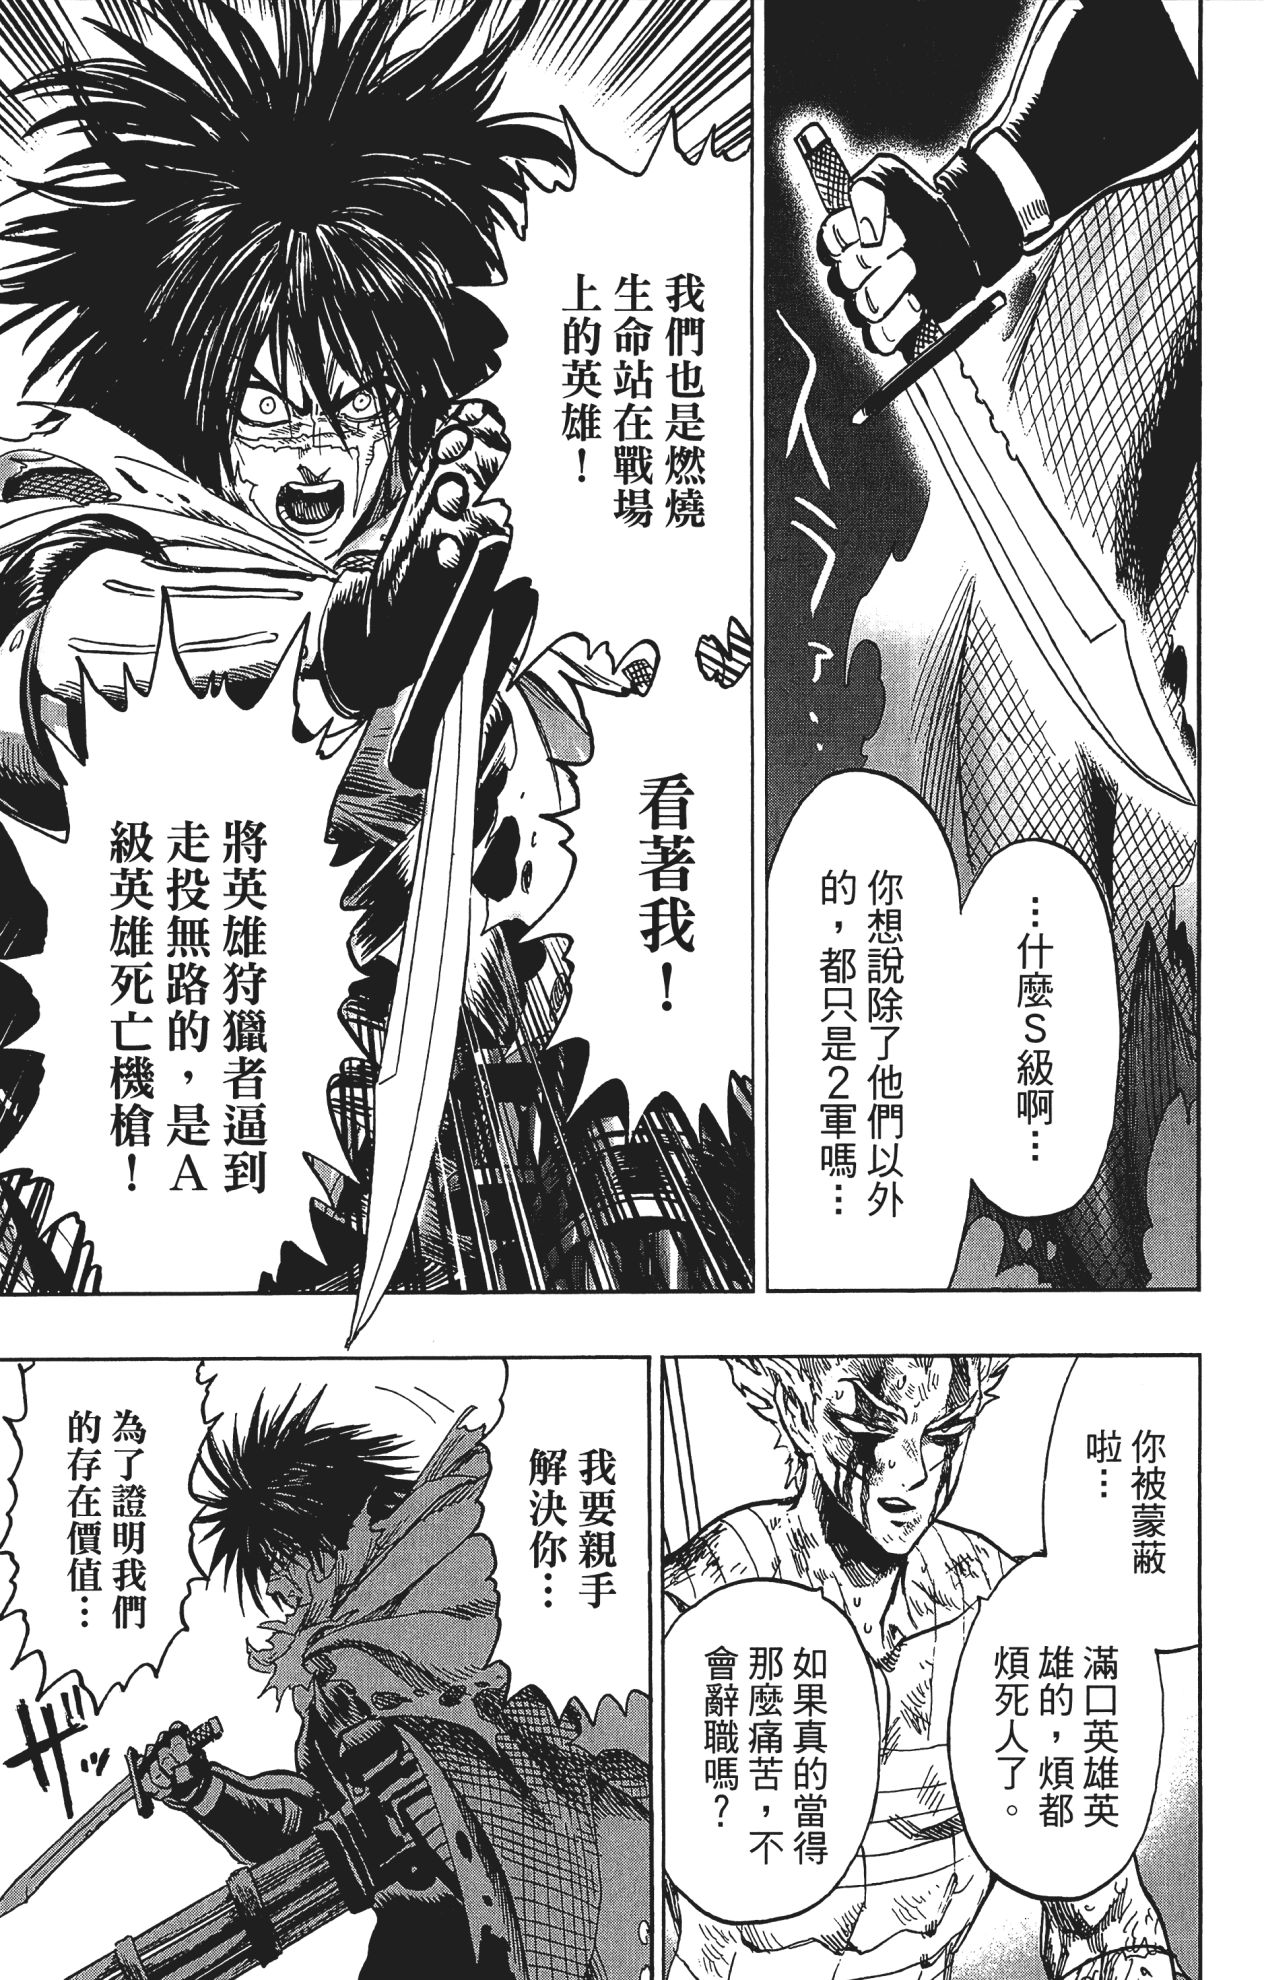 …什麼S級啊…
你想說除了他們以外
的，都只是2軍嗎…
我們也是燃燒
生命站在戰場
上的英雄！
看著我！
將英雄狩獵者逼到
走投無路的，是A
級英雄死亡機槍！
你被蒙蔽
啦…
滿口英雄英
雄的，煩都
煩死人了。
如果真的當得
那麼痛苦，不
會辭職嗎？
我要親手
解決你…
為了證明我們
的存在價值…
ザッ